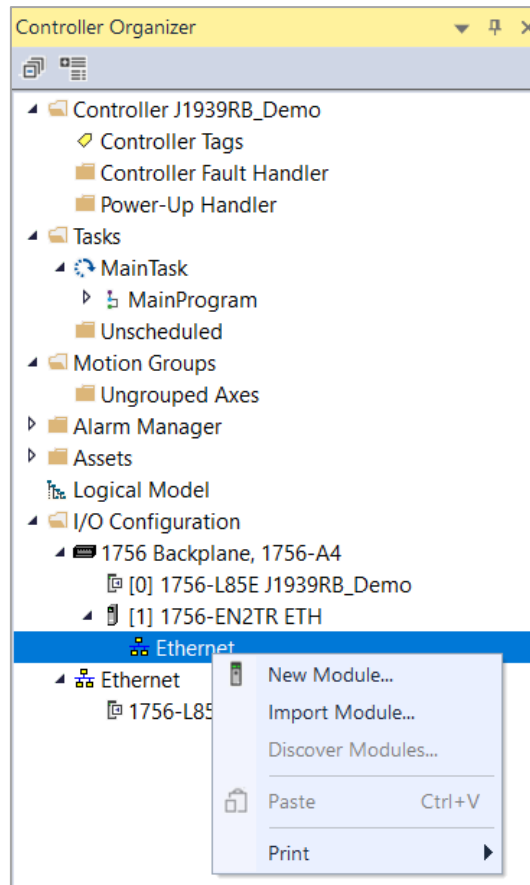 Controller Organizer
Controller J1939RB_Demo
Controller Tags
Controller Fault Handler
Power-Up Handler
Tasks
MainTask
MainProgram
Unscheduled
Motion Groups
Ungrouped Axes
Alarm Manager
Assets
Logical Model
I/O Configuration
1756 Backplane, 1756-A4
[0] 1756-L85E J1939RB_Demo
[1] 1756-EN2TR ETH
Ethernet
Ethernet
1756-L85
New Module...
Import Module...
Discover Modules...
Paste Ctrl+V
Print